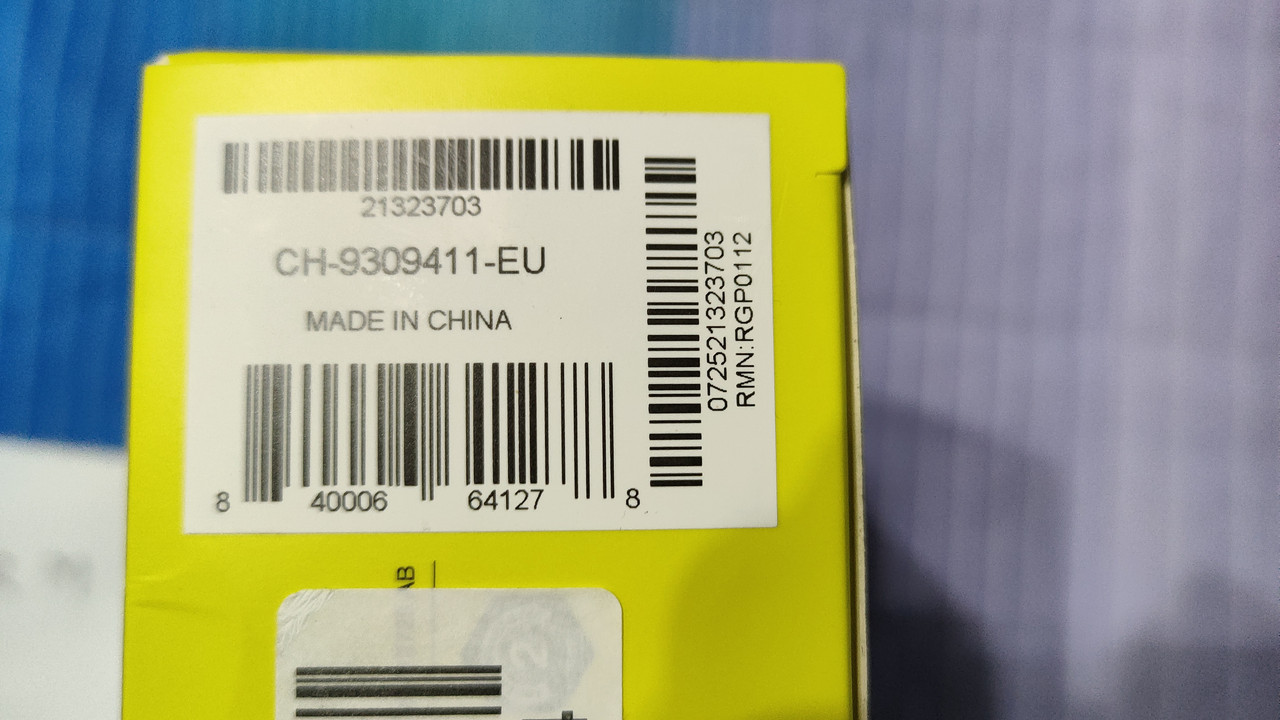 21323703
CH-9309411-EU
MADE IN CHINA
8 40006 64127 8
072521323703
RMN:RGP0112